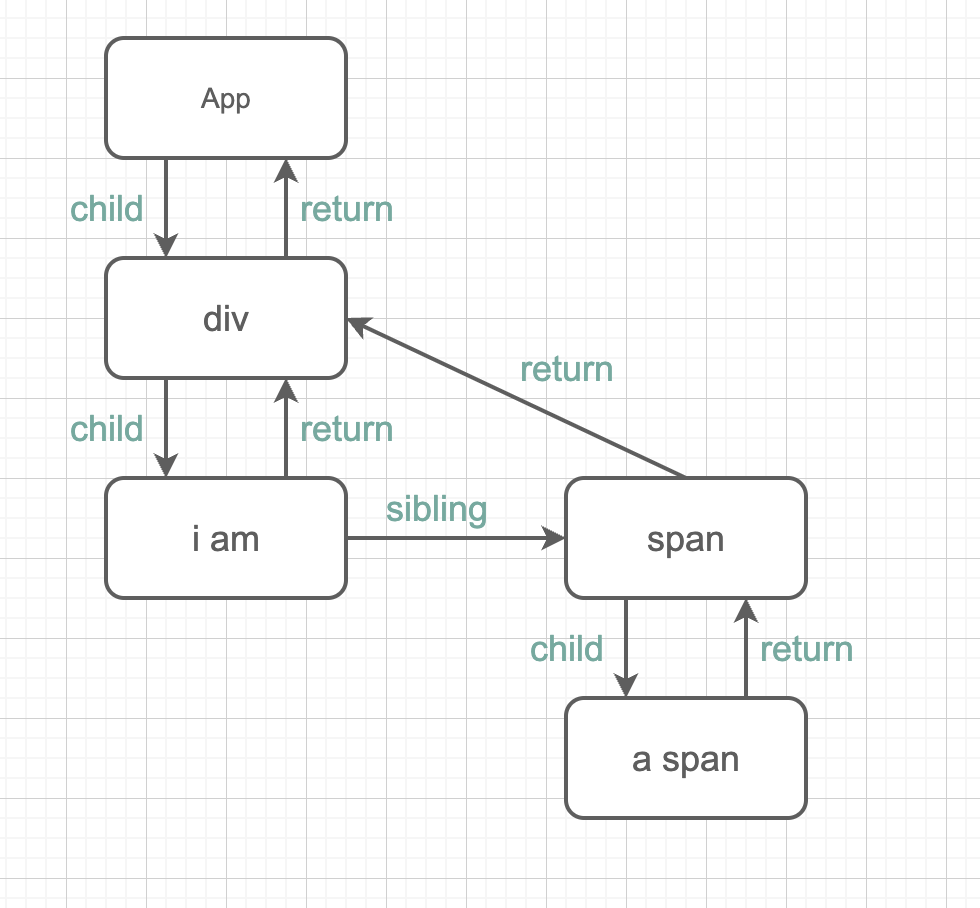 App
child
return
div
return
child
return
i am
sibling
span
child
return
a span